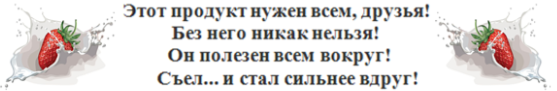 Этот продукт нужен всем, друзья!
Без него никак нельзя!
Он полезен всем вокруг!
Съел... и стал сильнее вдруг!